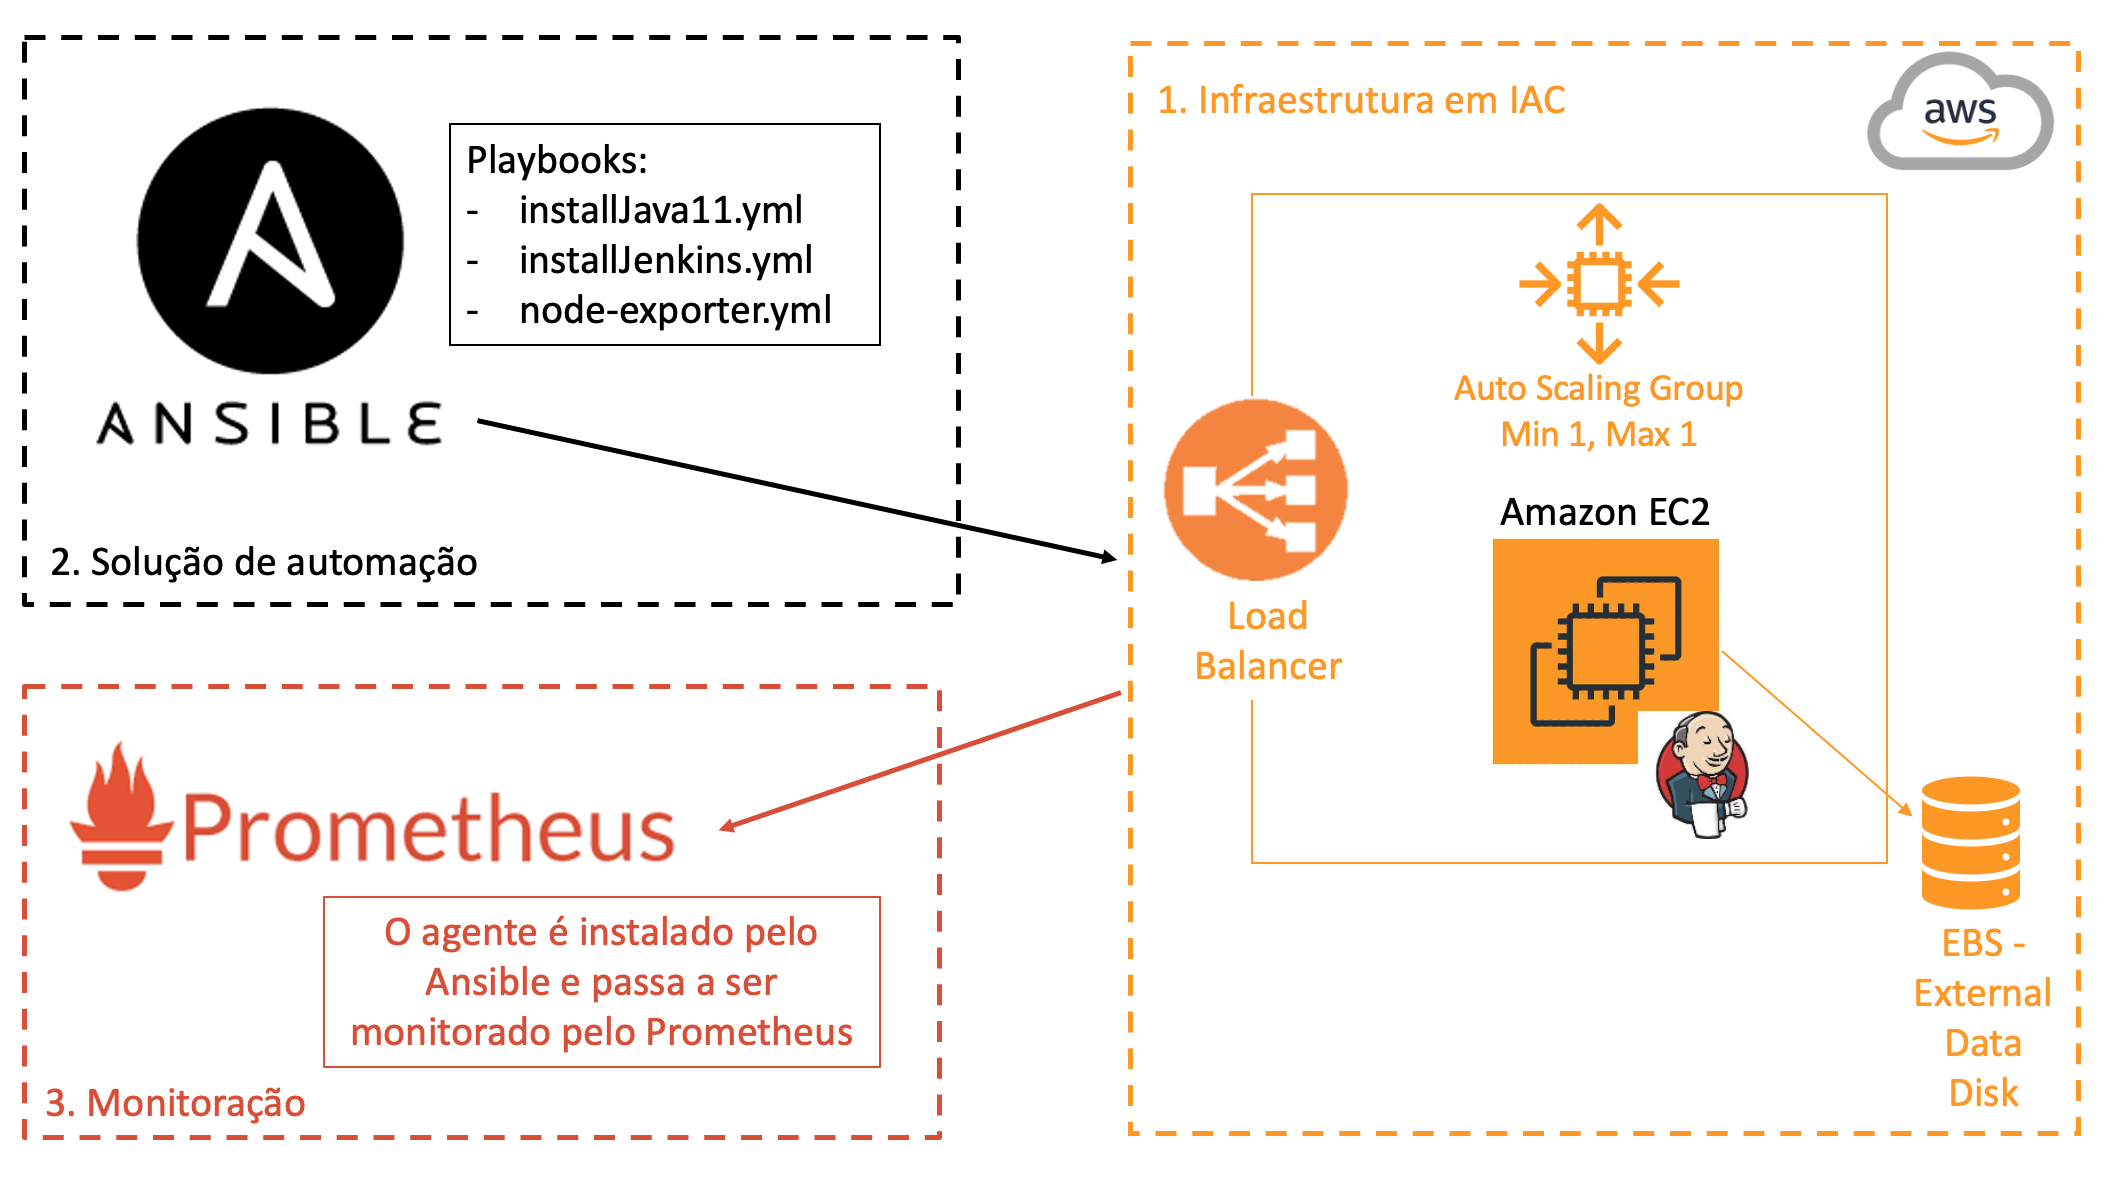 Playbooks:
- installJava11.yml
- installJenkins.yml
- node-exporter.yml
ANSIBLE
2. Solução de automação
1. Infraestrutura em IAC
aws
Auto Scaling Group
Min 1, Max 1
Amazon EC2
Load
Balancer
EBS -
External
Data
Disk
Prometheus
O agente é instalado pelo
Ansible e passa a ser
monitorado pelo Prometheus
3. Monitoração